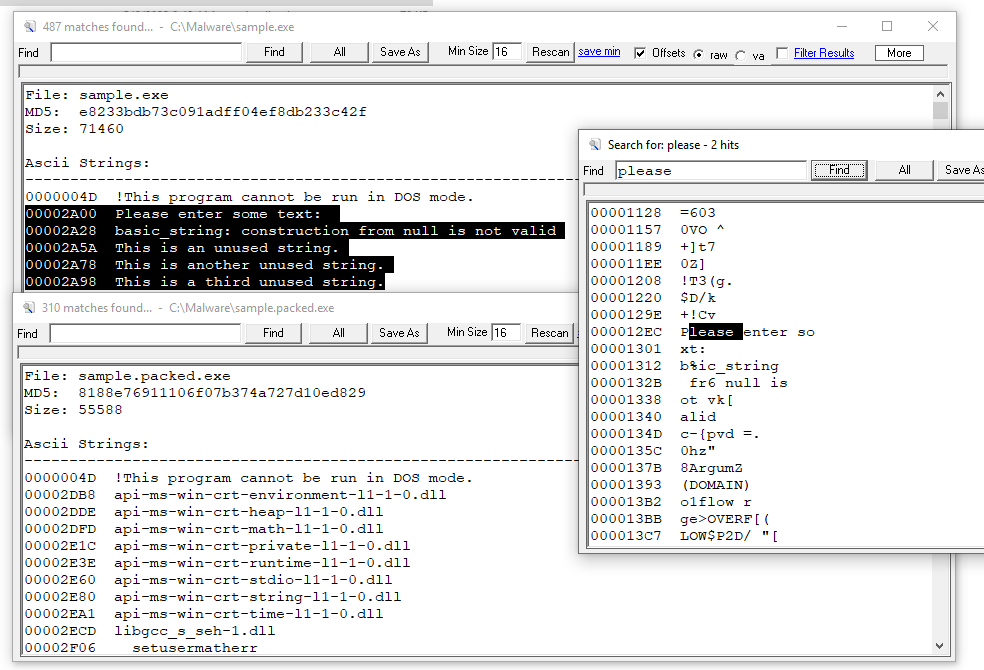 487 matches found... - C:\Malware\sample.exe
Find Find All Save As Min Size 16 Rescan save min Offsets raw va Filter Results More
File: sample.exe
MD5: e8233bdb73c091adff04ef8db233c42f
Size: 71460
Ascii Strings:
---------------------------------------------------------------------------
0000004D !This program cannot be run in DOS mode.
00002A00 Please enter some text:
00002A28 basic_string: construction from null is not valid
00002A5A This is an unused string.
00002A78 This is another unused string.
00002A98 This is a third unused string.
310 matches found... - C:\Malware\sample.packed.exe
Find Find All Save As Min Size 16 Rescan
File: sample.packed.exe
MD5: 8188e76911106f07b374a727d10ed829
Size: 55588
Ascii Strings:
---------------------------------------------------------------------------
0000004D !This program cannot be run in DOS mode.
00002DB8 api-ms-win-crt-environment-l1-1-0.dll
00002DDE api-ms-win-crt-heap-l1-1-0.dll
00002DFD api-ms-win-crt-math-l1-1-0.dll
00002E1C api-ms-win-crt-private-l1-1-0.dll
00002E3E api-ms-win-crt-runtime-l1-1-0.dll
00002E60 api-ms-win-crt-stdio-l1-1-0.dll
00002E80 api-ms-win-crt-string-l1-1-0.dll
00002EA1 api-ms-win-crt-time-l1-1-0.dll
00002ECD libgcc_s_seh-1.dll
00002F06 setusermatherr
Search for: please - 2 hits
Find please Find All Save As
00001128 =603
00001157 0VO ^
00001189 +]t7
000011EE 0Z]
00001208 !T3(g.
00001220 $D/k
0000129E +!Cv
000012EC Please enter so
00001301 xt:
00001312 b%ic_string
0000132B fr6 null is
00001338 ot vk[
00001340 alid
0000134D c-{pvd =.
0000135C 0hz"
0000137B 8ArgumZ
00001393 (DOMAIN)
000013B2 o1flow r
000013BB ge>OVERF[(
000013C7 LOW$P2D/ "[